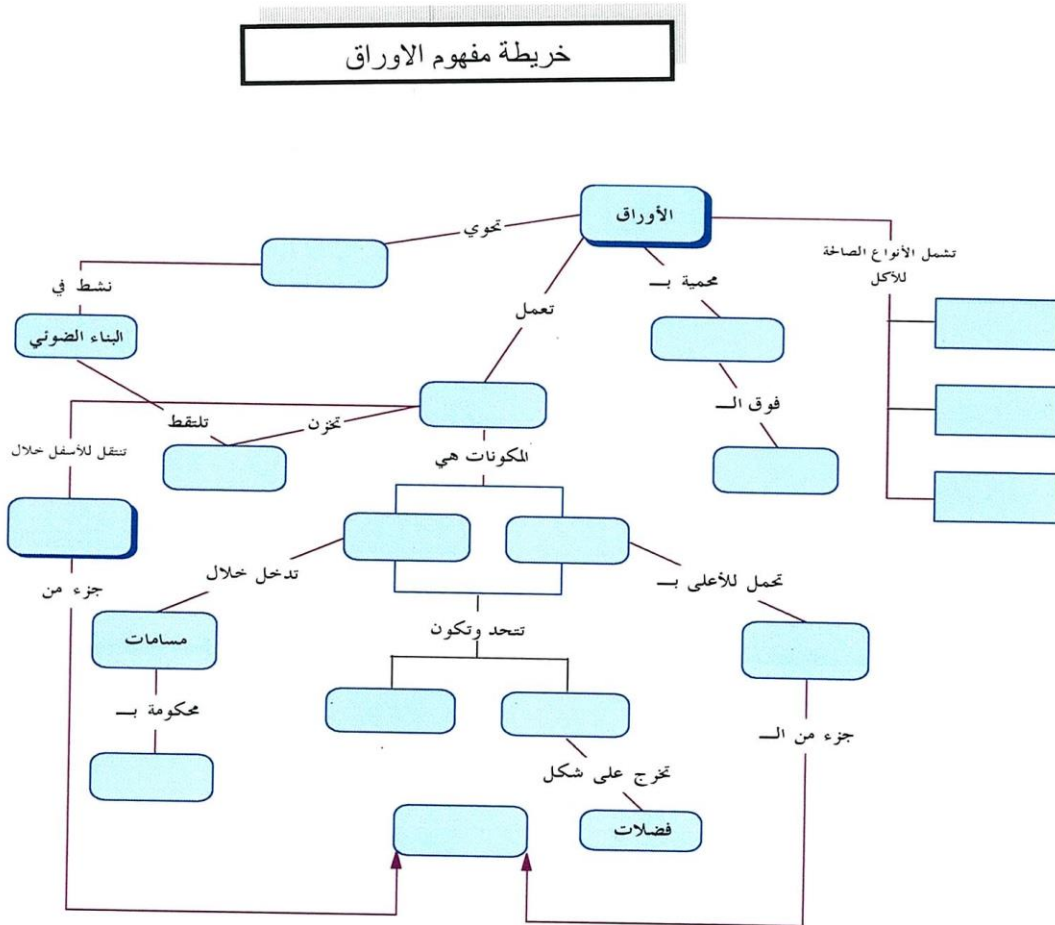 خريطة مفهوم الاوراق
الأوراق
تحوي
تشمل الأنواع الصالحة
للآكل
محمية بـــ
نشط في
تعمل
البناء الضوئي
فوق الـــ
تلتقط
تخزن
تنتقل للأسفل خلال
المكونات هي
تدخل خلال
تحمل للأعلى بـــ
جزء من
مسامات
تتحد وتكون
محكومة بـــ
جزء من الـــ
تخرج على شكل
فضلات